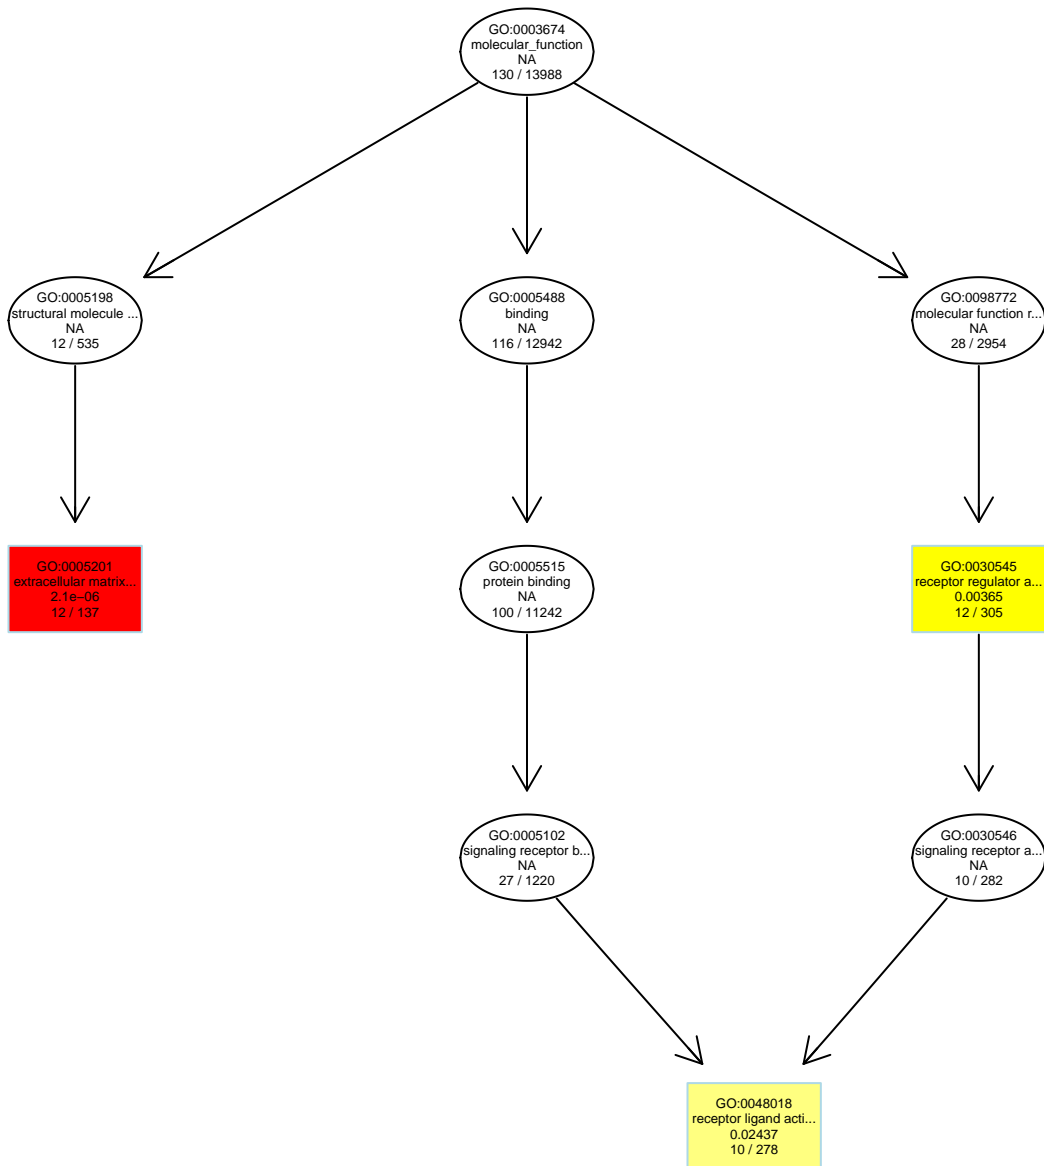 GO:0003674
molecular_function
NA
130 / 13988
GO:0005198
structural molecule ...
NA
12 / 535
GO:0005488
binding
NA
116 / 12942
GO:0098772
molecular function r...
NA
28 / 2954
GO:0005201
extracellular matrix...
2.1e−06
12 / 137
GO:0005515
protein binding
NA
100 / 11242
GO:0030545
receptor regulator a...
0.00365
12 / 305
GO:0005102
signaling receptor b...
NA
27 / 1220
GO:0030546
signaling receptor a...
NA
10 / 282
GO:0048018
receptor ligand acti...
0.02437
10 / 278